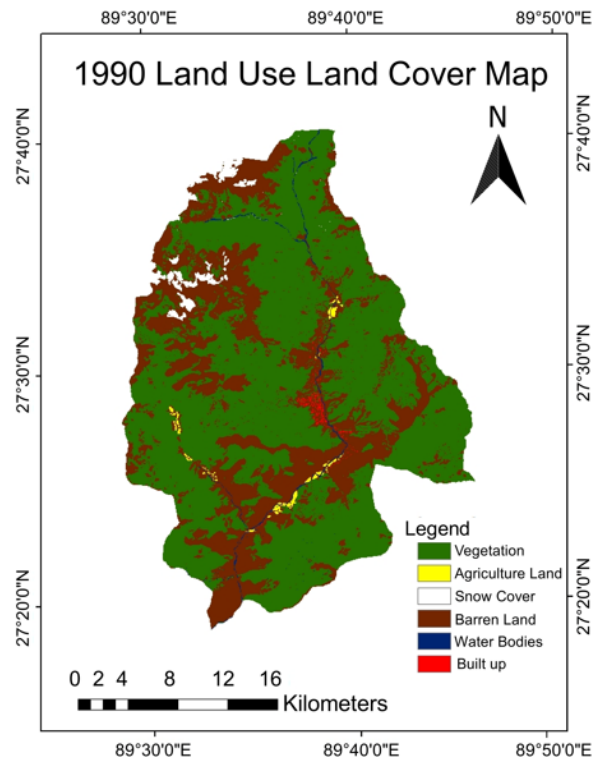 89°30'0"E 89°40'0"E 89°50'0"E
1990 Land Use Land Cover Map
N
27°40'0"N 27°40'0"N
27°30'0"N 27°30'0"N
27°20'0"N 27°20'0"N
Legend
Vegetation
Agriculture Land
Snow Cover
Barren Land
Water Bodies
Built up
0 2 4 8 12 16
Kilometers
89°30'0"E 89°40'0"E 89°50'0"E